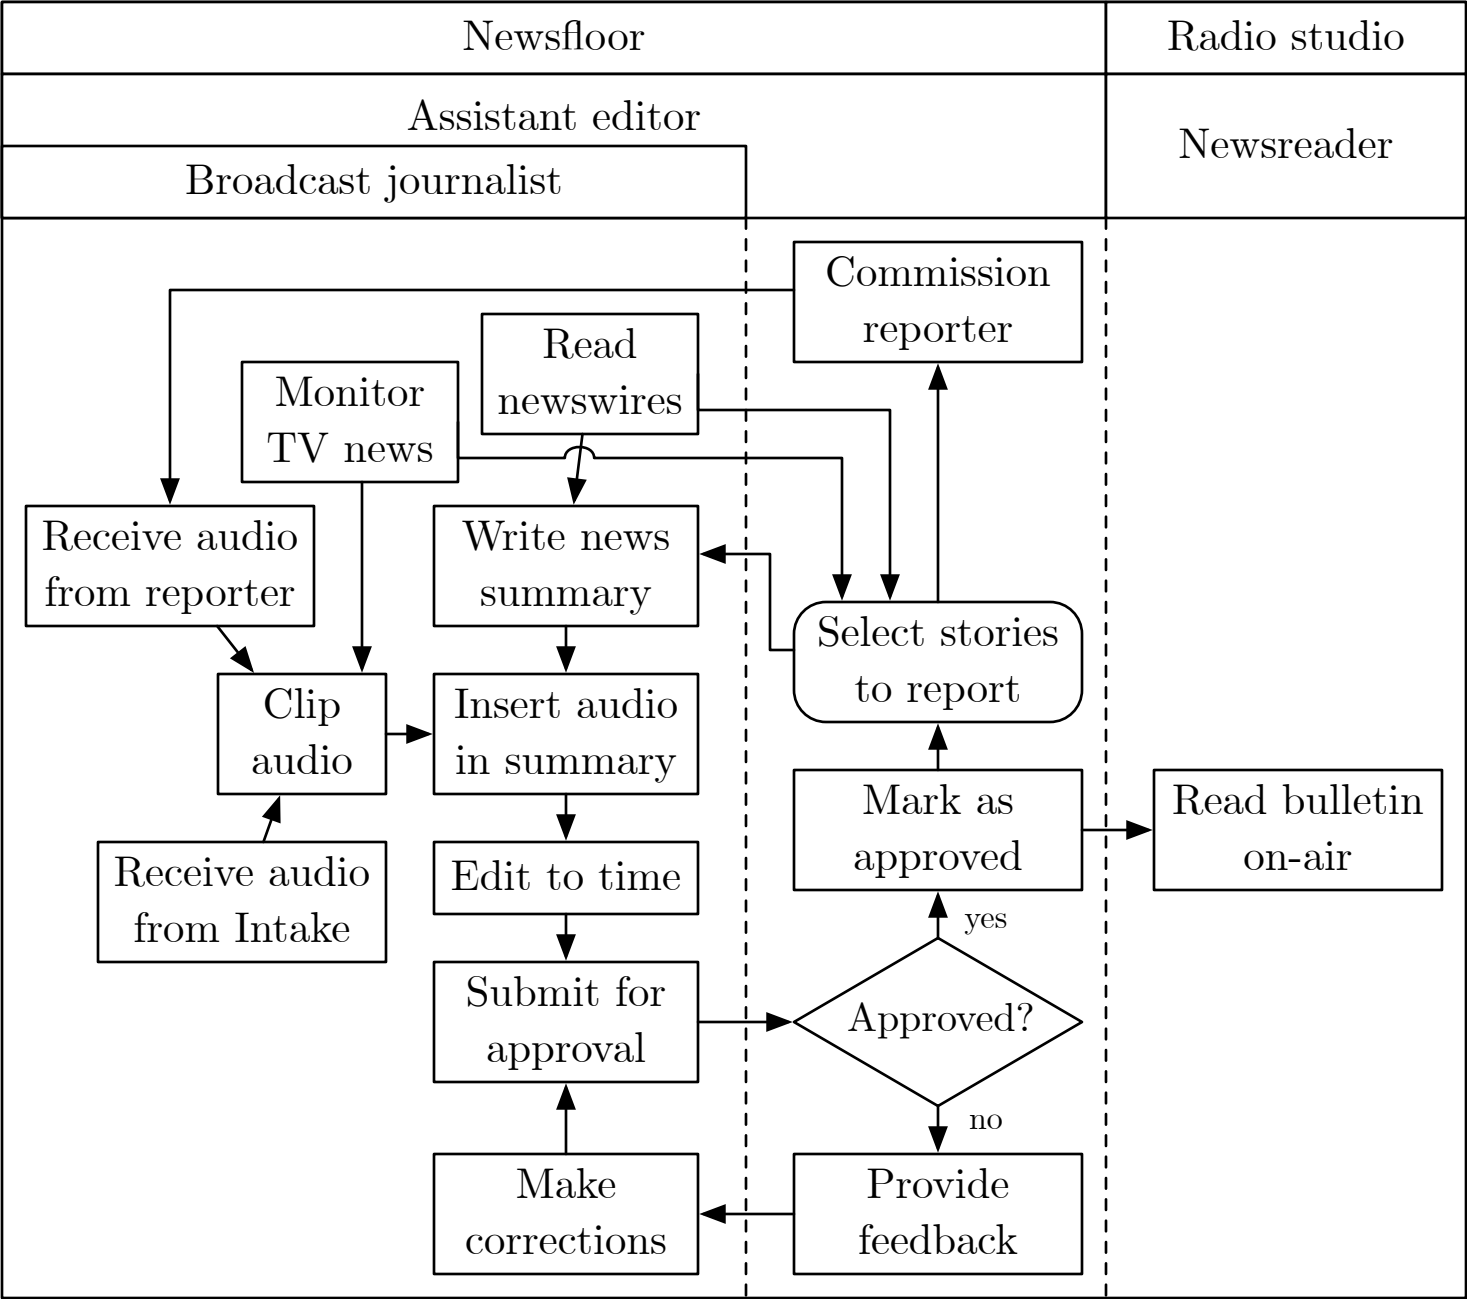 Newsfloor
Radio studio
Assistant editor
Newsreader
Broadcast journalist
Commission
reporter
Read
newswires
Monitor
TV news
Receive audio
from reporter
Write news
summary
Select stories
to report
Clip
audio
Insert audio
in summary
Mark as
approved
Read bulletin
on-air
Receive audio
from Intake
Edit to time
yes
Submit for
approval
Approved?
no
Make
corrections
Provide
feedback